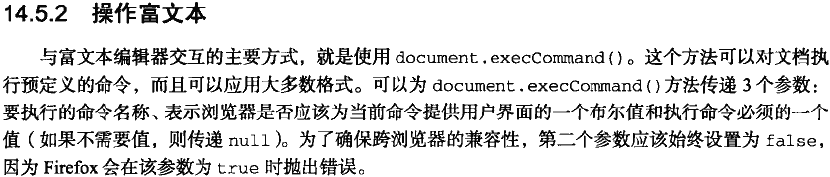 14.5.2 操作富文本
与富文本编辑器交互的主要方式，就是使用 document.execCommand()。这个方法可以对文档执
行预定义的命令，而且可以应用大多数格式。可以为 document.execCommand()方法传递 3 个参数：
要执行的命令名称、表示浏览器是否应该为当前命令提供用户界面的一个布尔值和执行命令必须的一个
值（如果不需要值，则传递 null）。为了确保跨浏览器的兼容性，第二个参数应该始终设置为 false，
因为 Firefox 会在该参数为 true 时抛出错误。